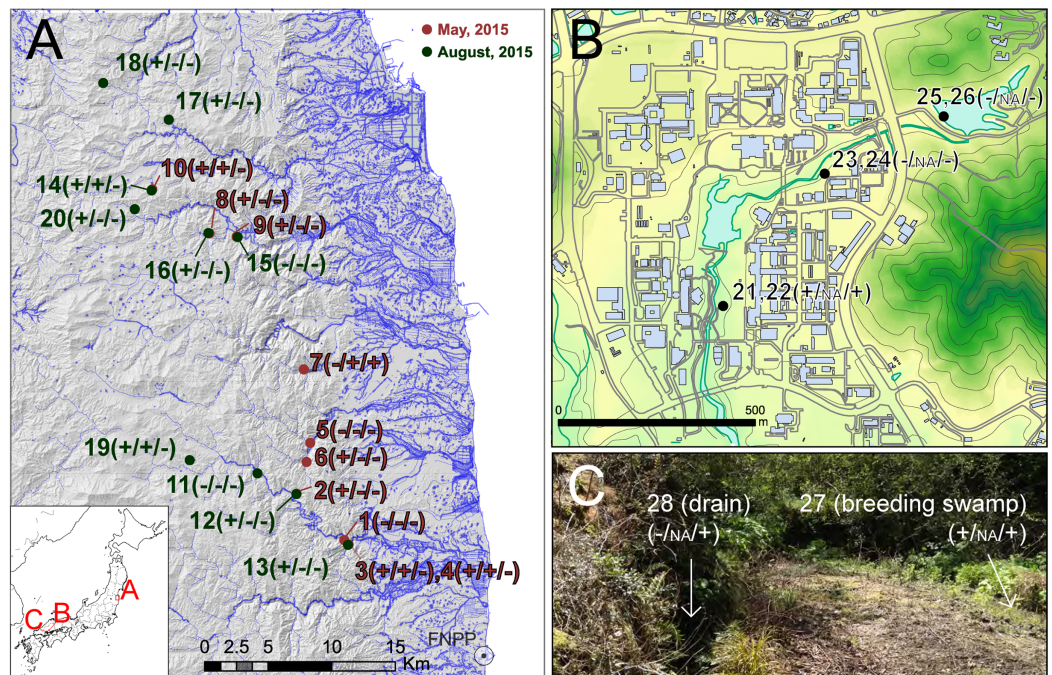 A
May, 2015
August, 2015
18(+/-/-)
17(+/-/-)
10(+/+/-)
14(+/+/-)
8(+/-/-)
20(+/-/-)
9(+/-/-)
16(+/-/-)
15(-/-/-)
7(-/+/+)
5(-/-/-)
19(+/+/-)
6(+/-/-)
11(-/-/-)
2(+/-/-)
12(+/-/-)
1(-/-/-)
13(+/-/-)
3(+/+/-),4(+/+/-)
FNPP
0 2.5 5 10 15
Km
A
B
C
B
25,26(-/NA/-)
23,24(-/NA/-)
21,22(+/NA/+)
0 500
m
C
28 (drain)
(-/NA/+)
27 (breeding swamp)
(+/NA/+)